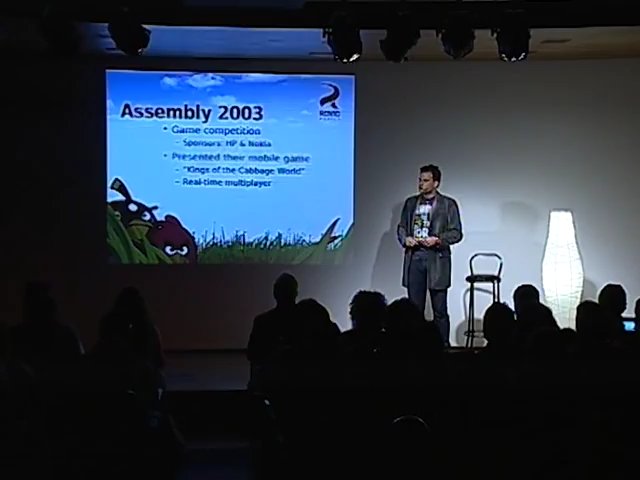 Assembly 2003
ROVIO
• Game competition
– Sponsors: HP & Nokia
• Presented their mobile game
– "Kings of the Cabbage World"
– Real-time multiplayer